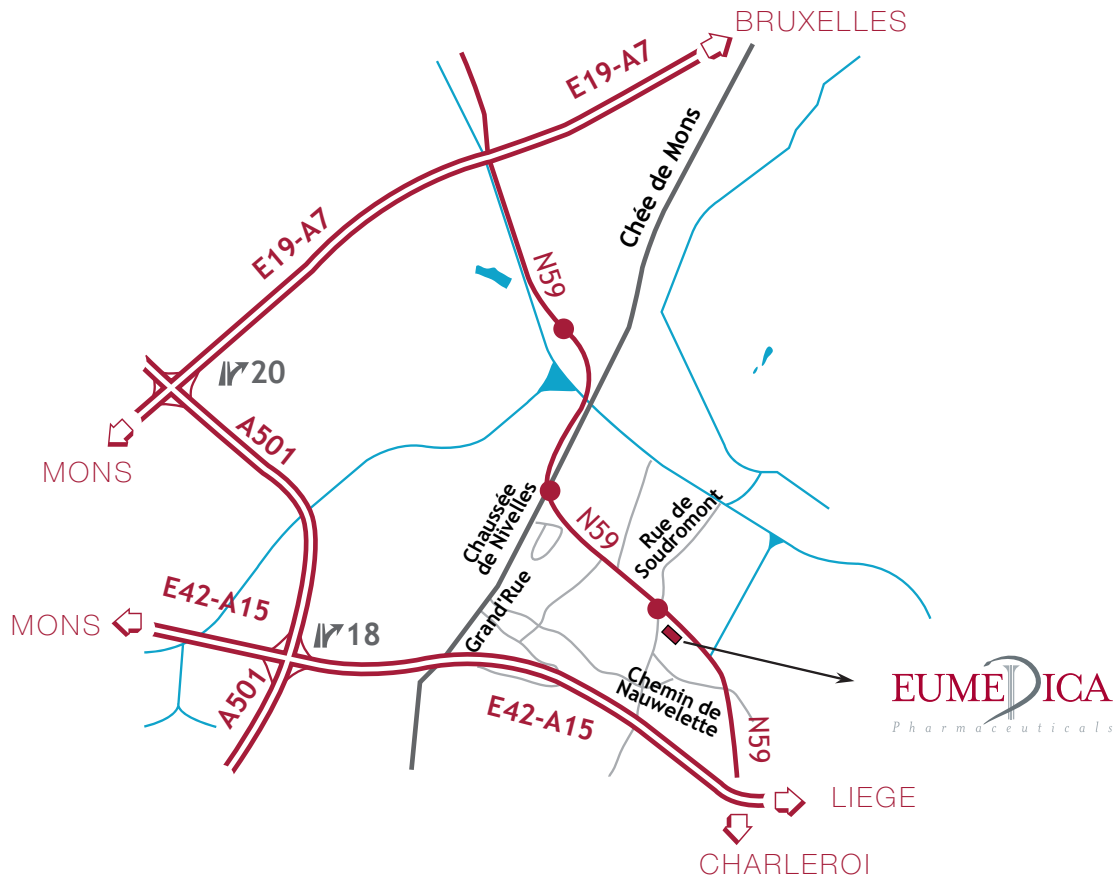 BRUXELLES
E19-A7
Chée de Mons
E19-A7
N59
20
A501
MONS
Chaussée
de Nivelles
N59
Rue de
Soudromont
E42-A15
MONS
18
Grand'Rue
A501
Chemin de
Nauwelette
EUMEDICA
Pharmaceuticals
E42-A15
N59
LIEGE
CHARLEROI